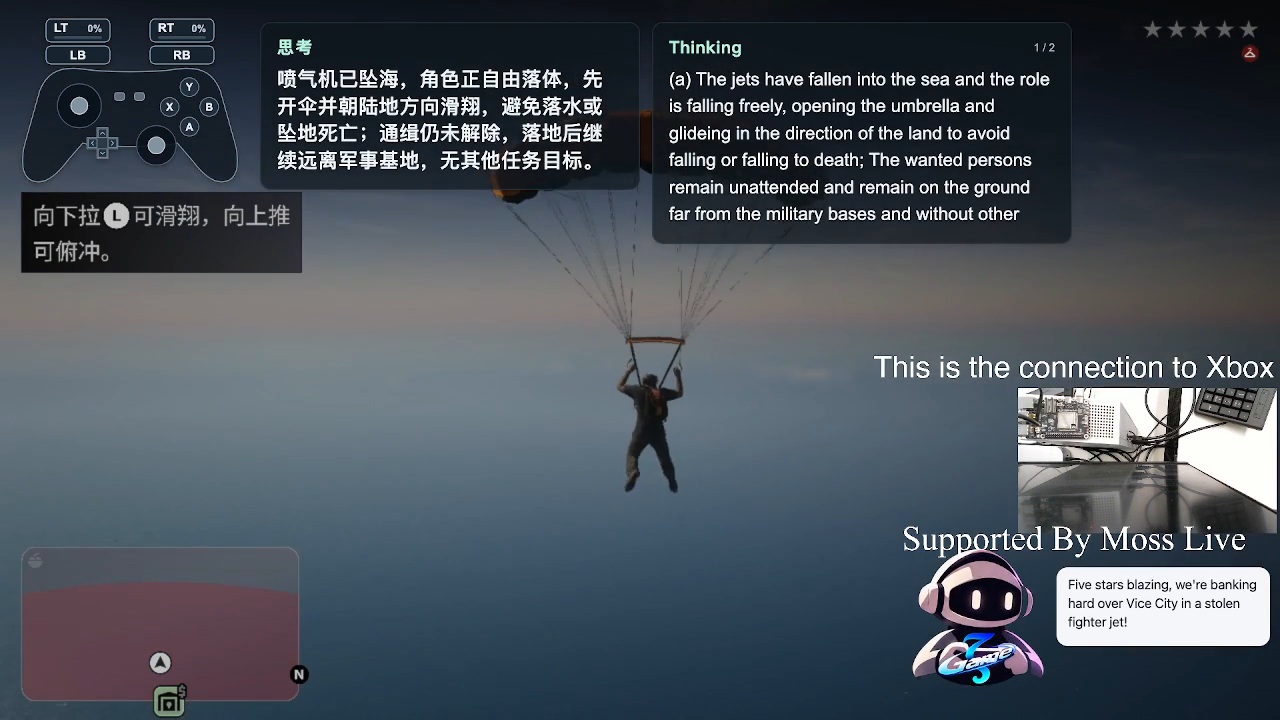 LT 0%
RT 0%
LB
RB
Y
X
B
A
思考
喷气机已坠海，角色正自由落体，先
开伞并朝陆地方向滑翔，避免落水或
坠地死亡；通缉仍未解除，落地后继
续远离军事基地，无其他任务目标。
Thinking
1 / 2
(a) The jets have fallen into the sea and the role
is falling freely, opening the umbrella and
glideing in the direction of the land to avoid
falling or falling to death; The wanted persons
remain unattended and remain on the ground
far from the military bases and without other
向下拉L可滑翔，向上推
可俯冲。
This is the connection to Xbox
Supported By Moss Live
Five stars blazing, we're banking
hard over Vice City in a stolen
fighter jet!
N
$